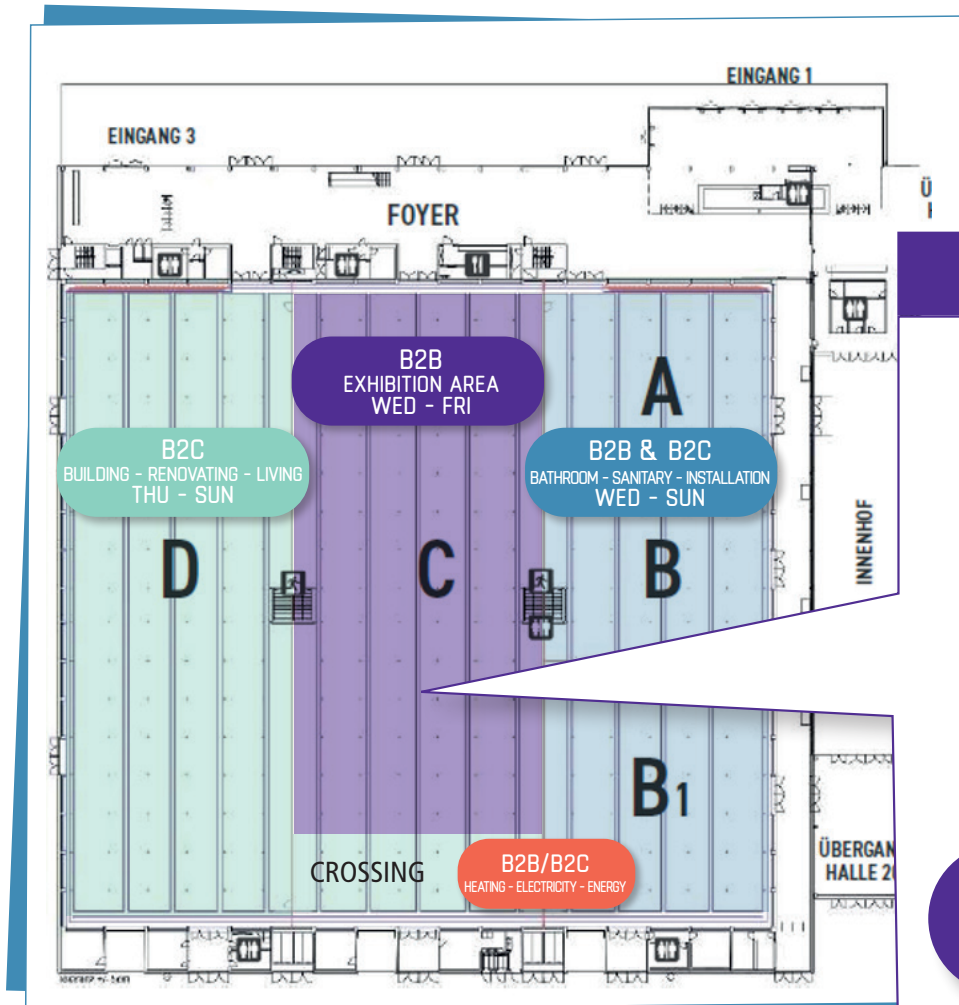 EINGANG 1
EINGANG 3
FOYER
B2B
EXHIBITION AREA
WED - FRI
A
B2C
BUILDING - RENOVATING - LIVING
THU - SUN
B2B & B2C
BATHROOM - SANITARY - INSTALLATION
WED - SUN
D
C
B
INNENHOF
B1
CROSSING
B2B/B2C
HEATING - ELECTRICITY - ENERGY
HALLE